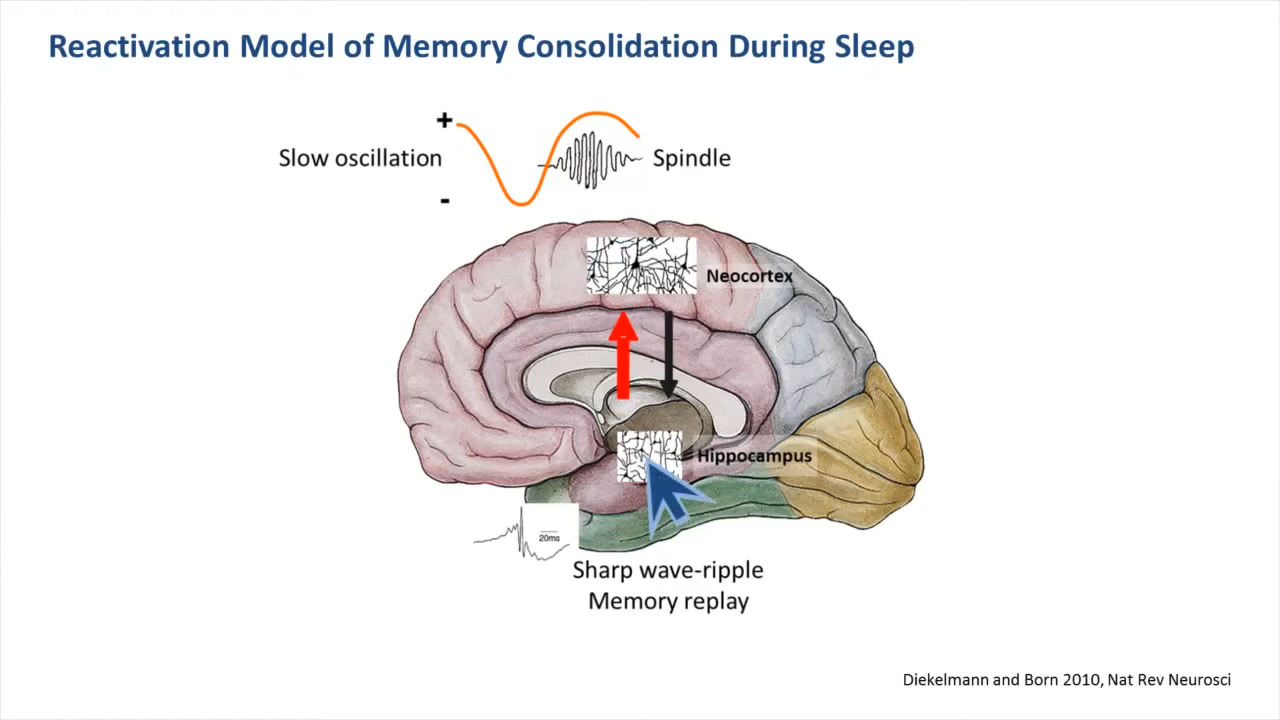 Reactivation Model of Memory Consolidation During Sleep
+
Slow oscillation
Spindle
-
Neocortex
Hippocampus
20ms
Sharp wave-ripple
Memory replay
Diekelmann and Born 2010, Nat Rev Neurosci